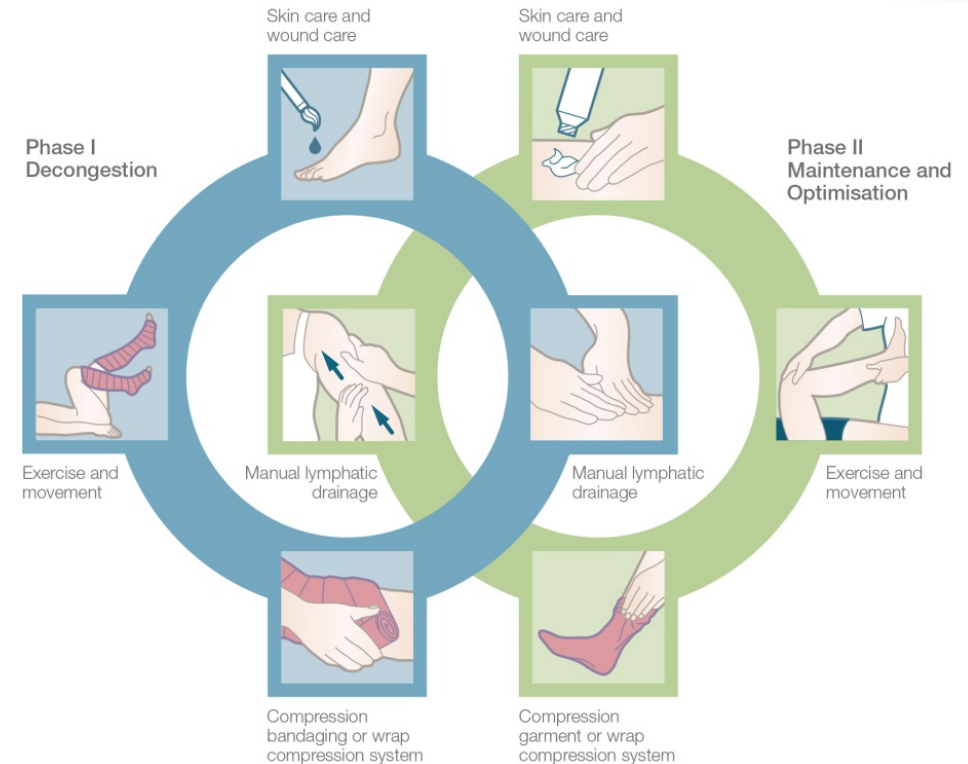 Skin care and
wound care
Skin care and
wound care
Phase I
Decongestion
Phase II
Maintenance and
Optimisation
Exercise and
movement
Manual lymphatic
drainage
Manual lymphatic
drainage
Exercise and
movement
Compression
bandaging or wrap
compression system
Compression
garment or wrap
compression system